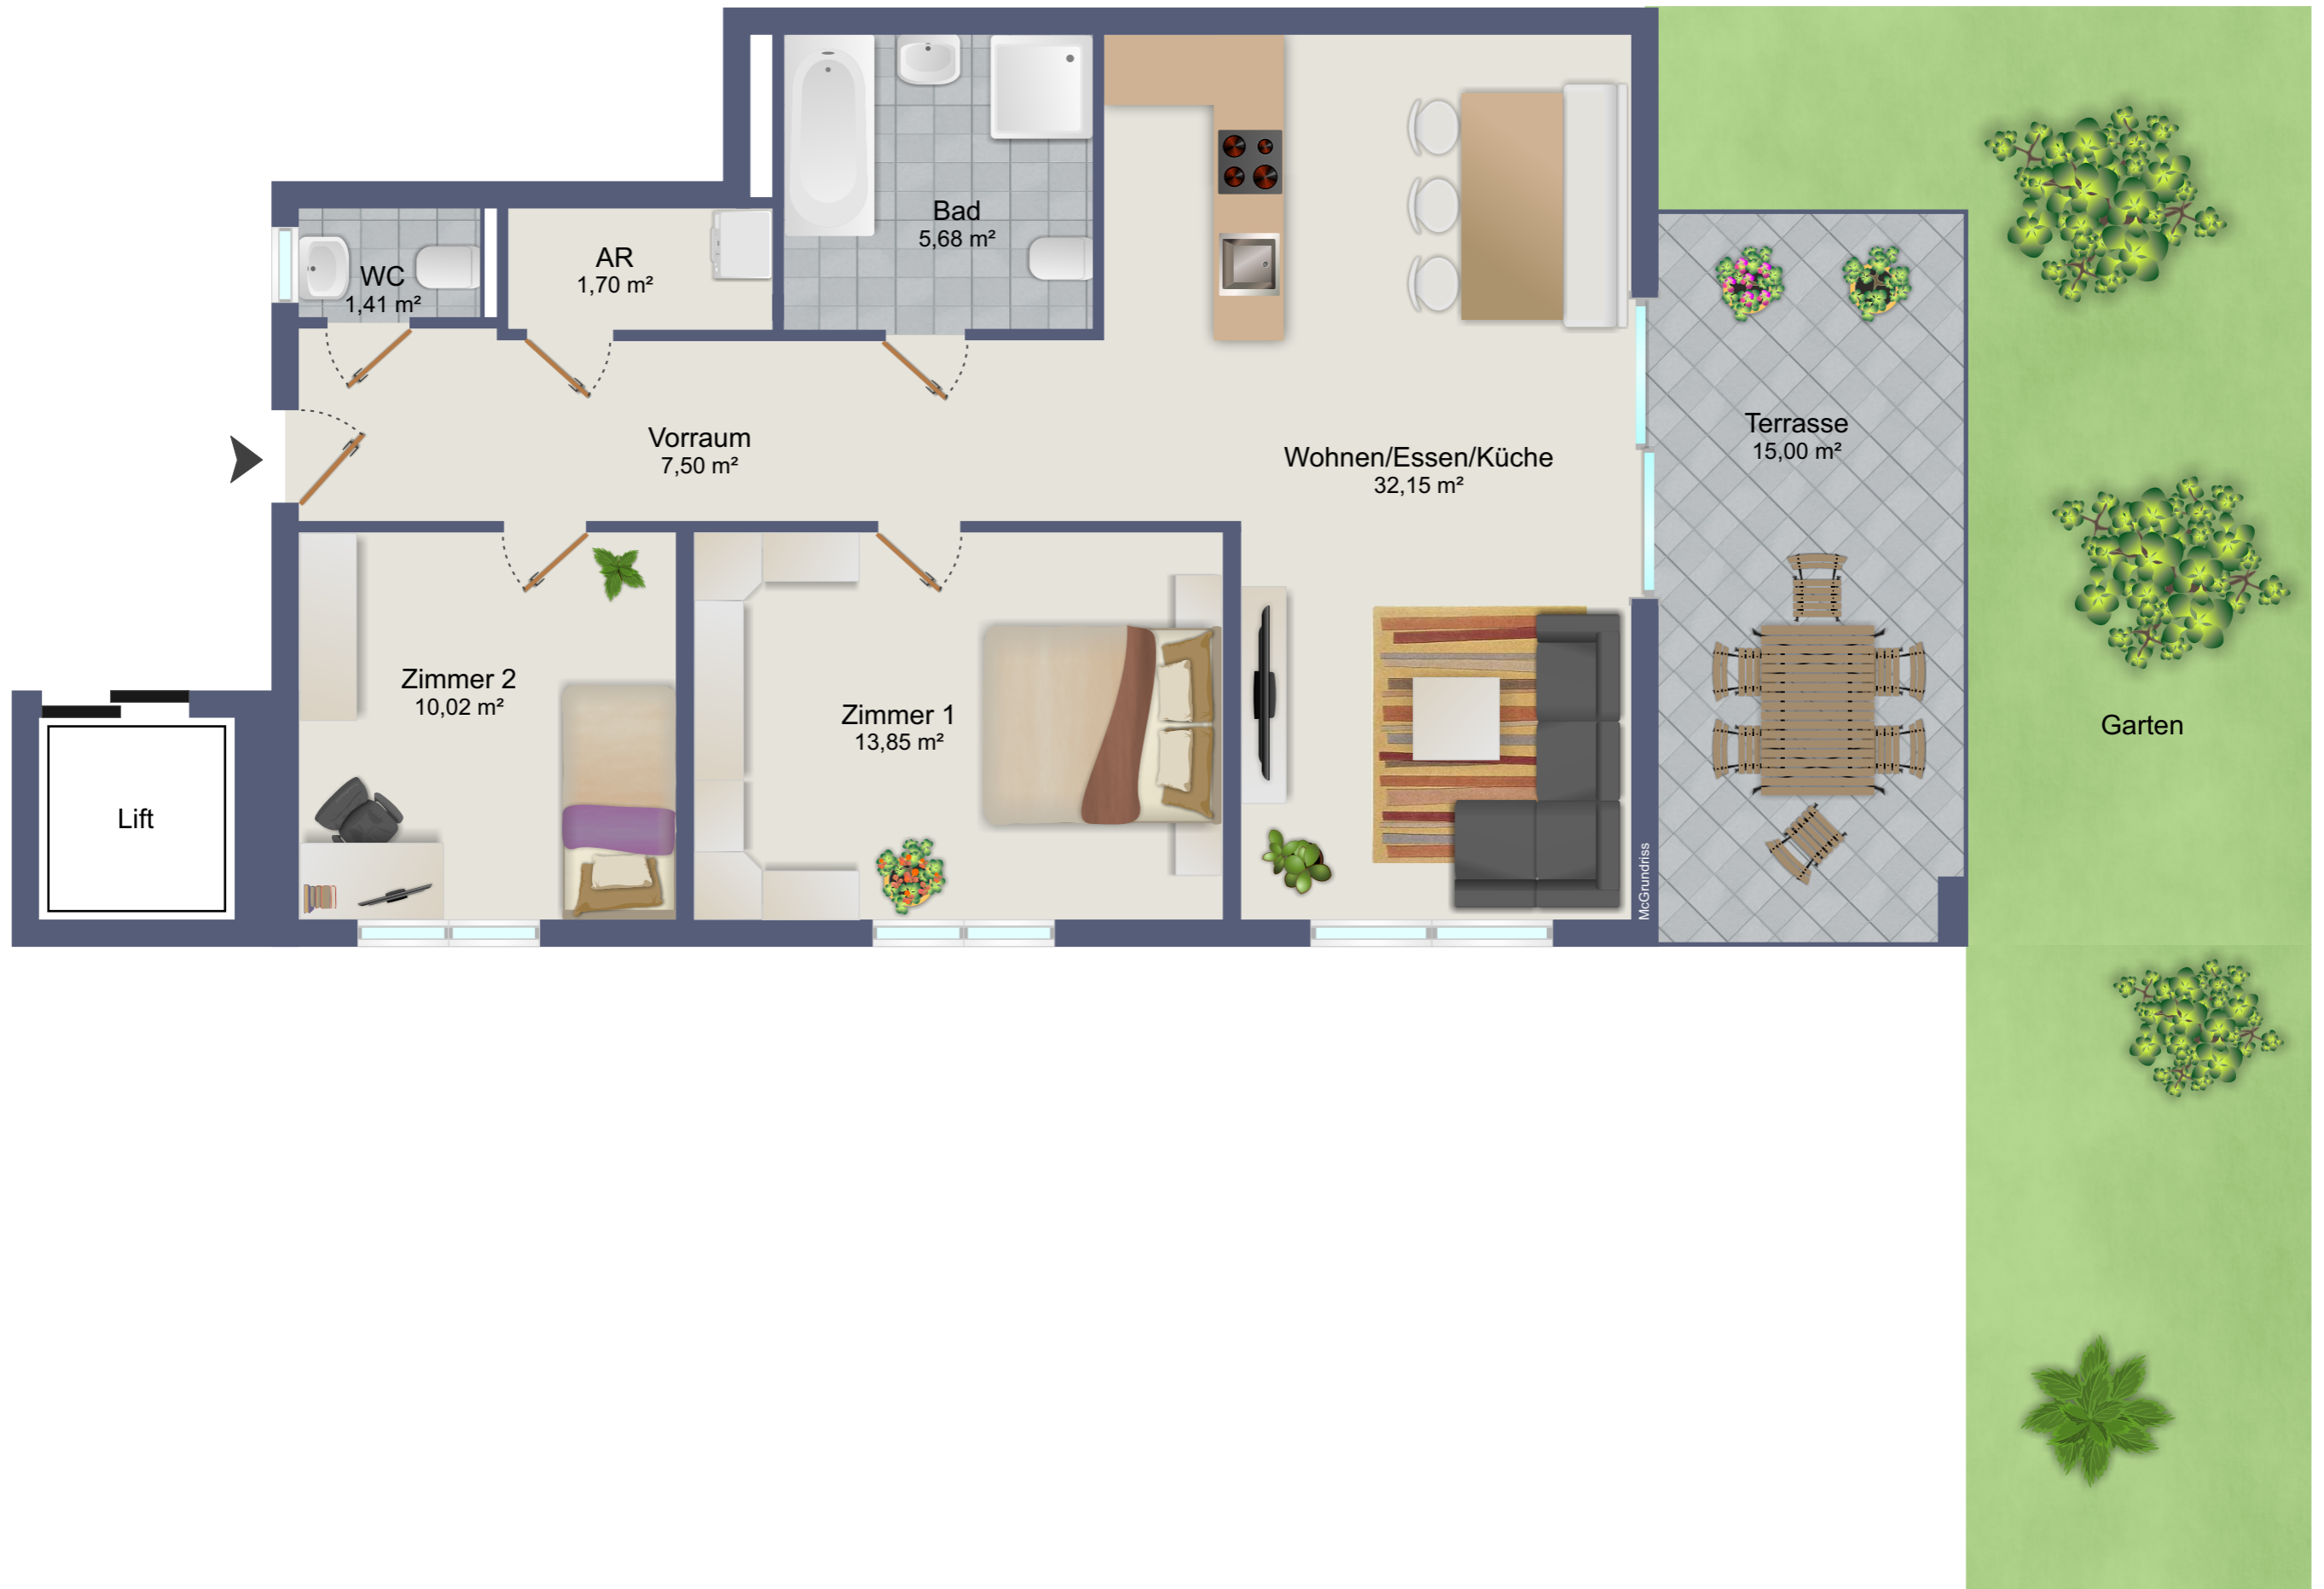 Bad
5,68 m²
AR
1,70 m²
WC
1,41 m²
Vorraum
7,50 m²
Wohnen/Essen/Küche
32,15 m²
Terrasse
15,00 m²
Zimmer 2
10,02 m²
Zimmer 1
13,85 m²
Garten
Lift
McGrundriss